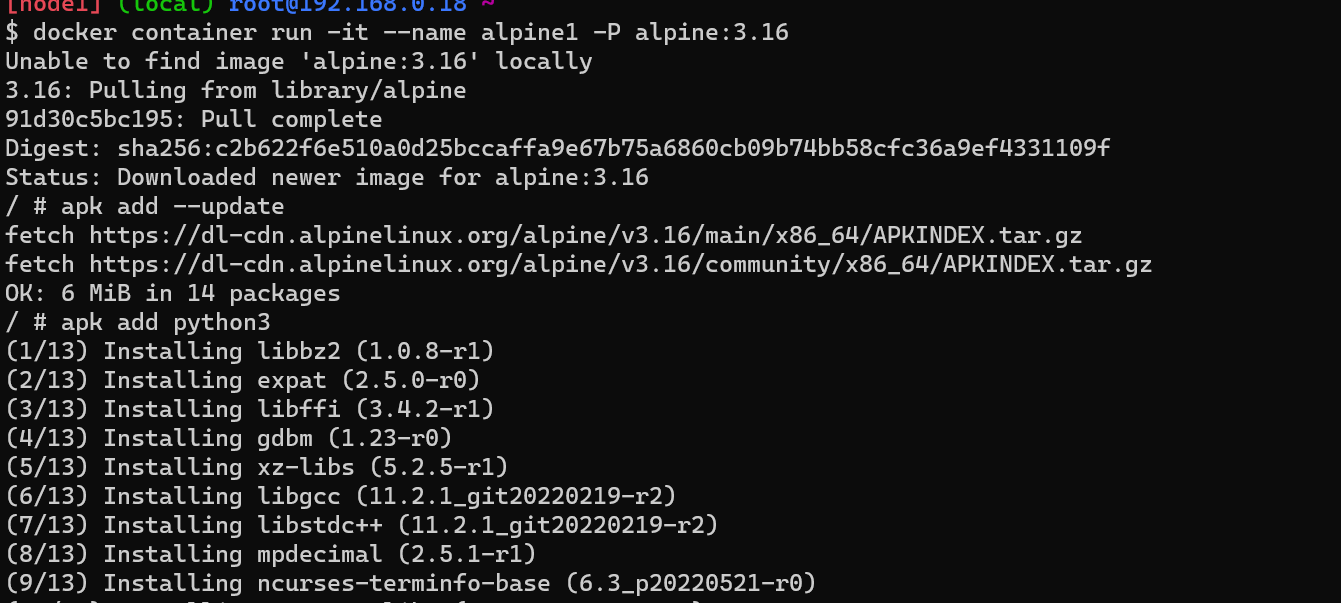 [node1] (local) root@192.168.0.18 ~
$ docker container run -it --name alpine1 -P alpine:3.16
Unable to find image 'alpine:3.16' locally
3.16: Pulling from library/alpine
91d30c5bc195: Pull complete
Digest: sha256:c2b622f6e510a0d25bccaffa9e67b75a6860cb09b74bb58cfc36a9ef4331109f
Status: Downloaded newer image for alpine:3.16
/ # apk add --update
fetch https://dl-cdn.alpinelinux.org/alpine/v3.16/main/x86_64/APKINDEX.tar.gz
fetch https://dl-cdn.alpinelinux.org/alpine/v3.16/community/x86_64/APKINDEX.tar.gz
OK: 6 MiB in 14 packages
/ # apk add python3
(1/13) Installing libbz2 (1.0.8-r1)
(2/13) Installing expat (2.5.0-r0)
(3/13) Installing libffi (3.4.2-r1)
(4/13) Installing gdbm (1.23-r0)
(5/13) Installing xz-libs (5.2.5-r1)
(6/13) Installing libgcc (11.2.1_git20220219-r2)
(7/13) Installing libstdc++ (11.2.1_git20220219-r2)
(8/13) Installing mpdecimal (2.5.1-r1)
(9/13) Installing ncurses-terminfo-base (6.3_p20220521-r0)